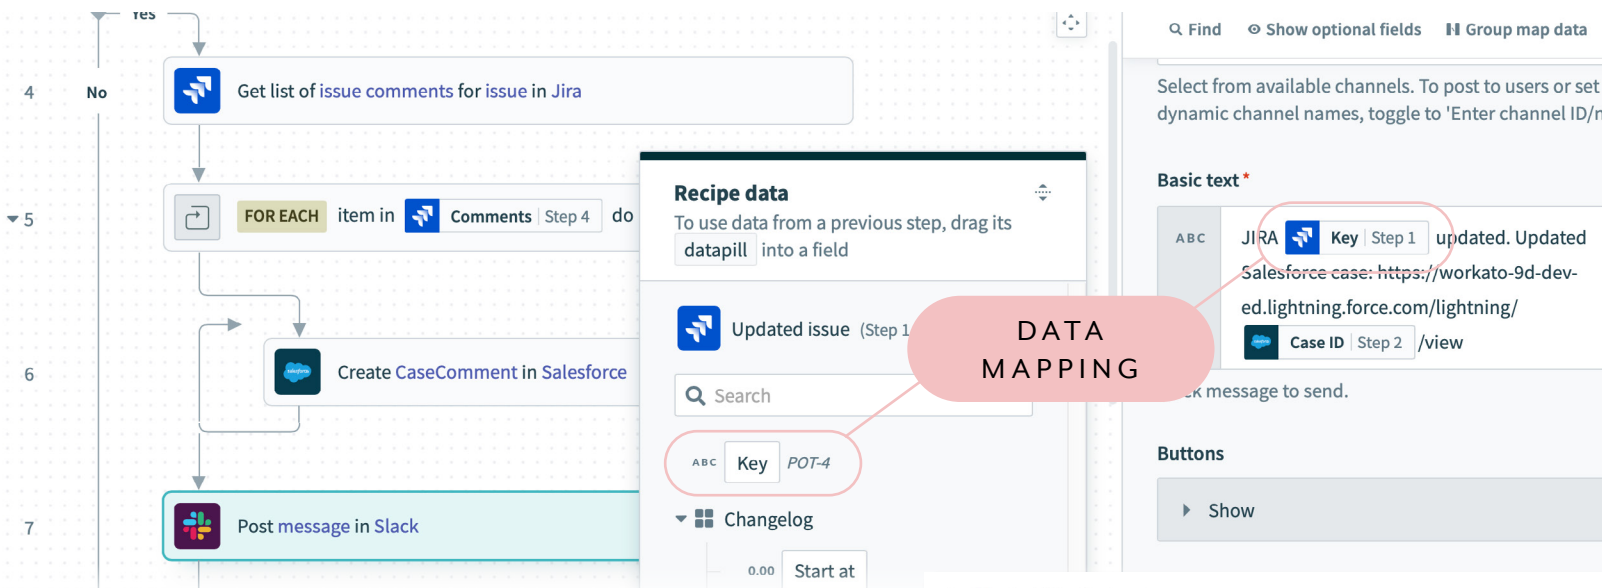 Yes
4
No
Get list of issue comments for issue in Jira
5
FOR EACH item in Comments Step 4 do
6
Create CaseComment in Salesforce
7
Post message in Slack
Recipe data
To use data from a previous step, drag its
datapill into a field
Updated issue (Step 1
Search
ABC Key POT-4
Changelog
0.00 Start at
DATA
MAPPING
Find Show optional fields Group map data
Select from available channels. To post to users or set
dynamic channel names, toggle to 'Enter channel ID/
Basic text*
ABC
JIRA Key Step 1 updated. Updated
Salesforce case: https://workato-9d-dev-
ed.lightning.force.com/lightning/
salesforce Case ID Step 2 /view
k message to send.
Buttons
Show